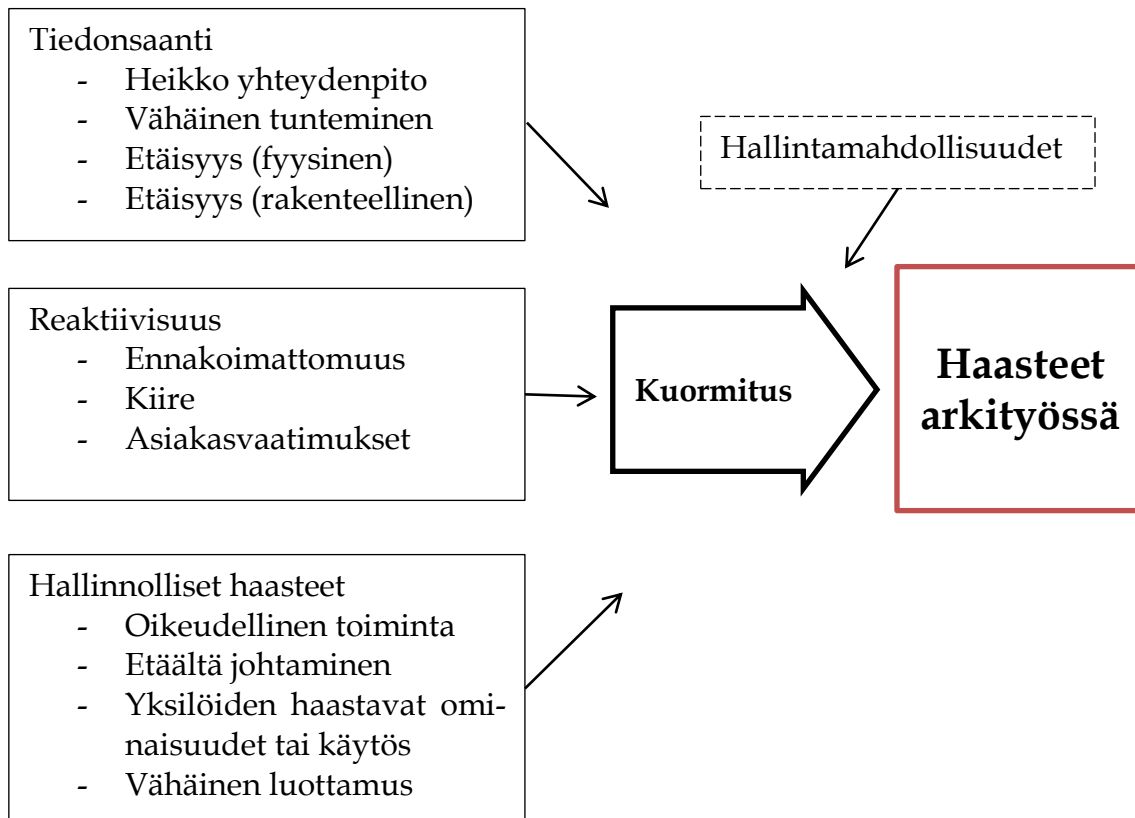 Tiedonsaanti
- Heikko yhteydenpito
- Vähäinen tunteminen
- Etäisyys (fyysinen)
- Etäisyys (rakenteellinen)
Hallintamahdollisuudet
Reaktiivisuus
- Ennakoimattomuus
- Kiire
- Asiakasvaatimukset
Kuormitus
Haasteet
arkityössä
Hallinnolliset haasteet
- Oikeudellinen toiminta
- Etäältä johtaminen
- Yksilöiden haastavat omi-
naisuudet tai käytös
- Vähäinen luottamus